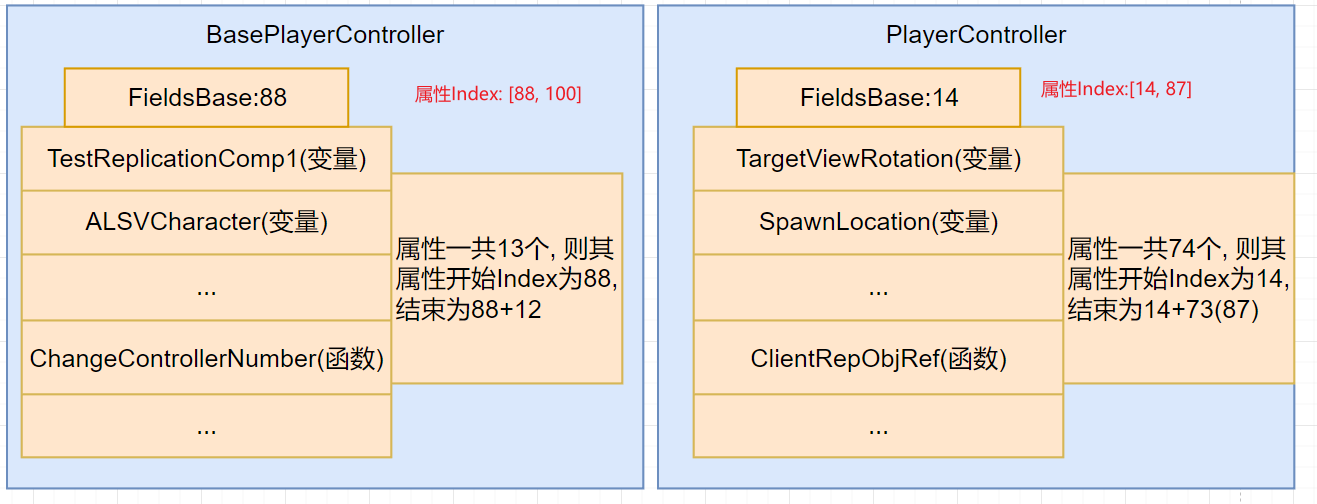 BasePlayerController
FieldsBase:88
属性Index: [88, 100]
TestReplicationComp1(变量)
ALSVCharacter(变量)
...
ChangeControllerNumber(函数)
...
属性一共13个, 则其
属性开始Index为88,
结束为88+12
PlayerController
FieldsBase:14
属性Index:[14, 87]
TargetViewRotation(变量)
SpawnLocation(变量)
...
ClientRepObjRef(函数)
...
属性一共74个, 则其
属性开始Index为14,
结束为14+73(87)